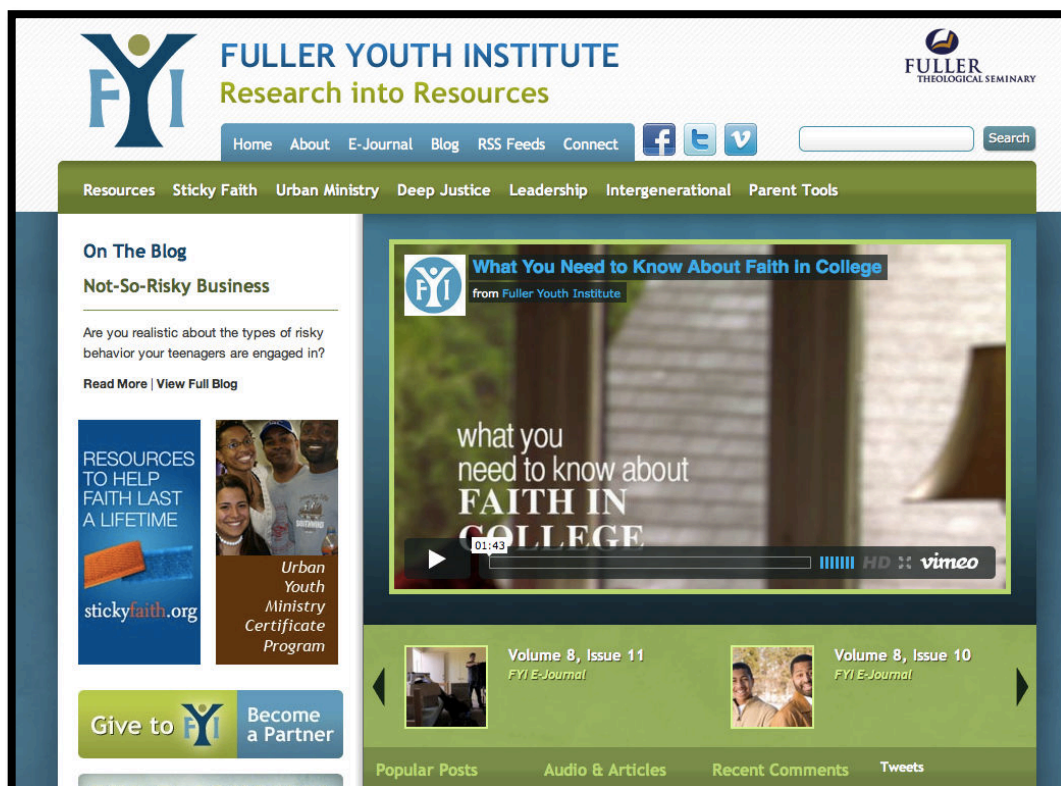 FYI
FULLER YOUTH INSTITUTE
Research into Resources
FULLER
THEOLOGICAL SEMINARY
Home About E-Journal Blog RSS Feeds Connect
Search
Resources Sticky Faith Urban Ministry Deep Justice Leadership Intergenerational Parent Tools
On The Blog
Not-So-Risky Business
Are you realistic about the types of risky
behavior your teenagers are engaged in?
Read More | View Full Blog
RESOURCES
TO HELP
FAITH LAST
A LIFETIME
stickyfaith.org
Urban
Youth
Ministry
Certificate
Program
Give to FYI
Become
a Partner
FYI
What You Need to Know About Faith in College
from Fuller Youth Institute
what you
need to know about
FAITH IN
COLLEGE
01:43
HD vimeo
Volume 8, Issue 11
FYI E-Journal
Volume 8, Issue 10
FYI E-Journal
Popular Posts Audio & Articles Recent Comments Tweets